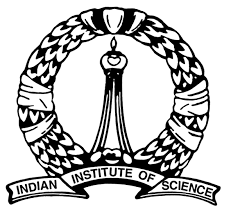 INDIAN INSTITUTE OF SCIENCE